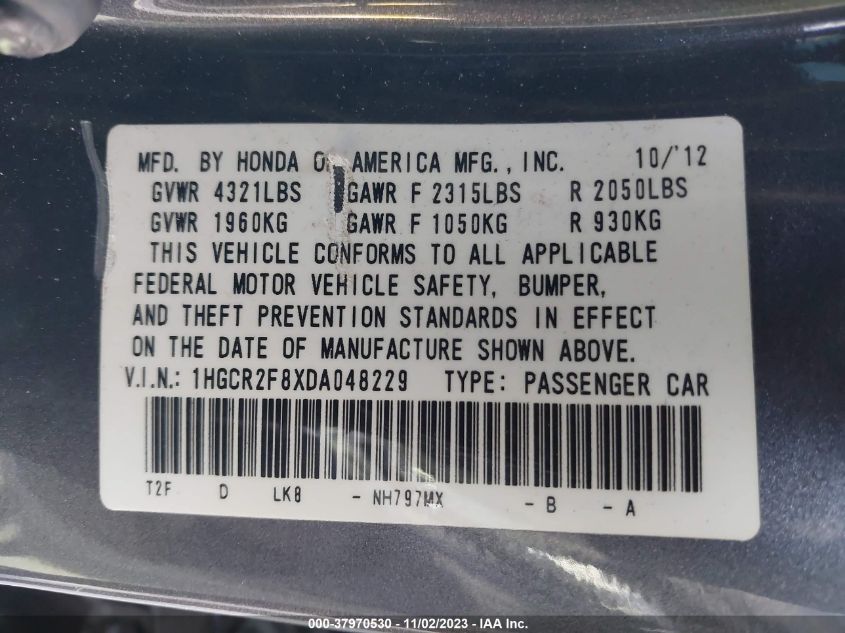 MFD. BY HONDA OF AMERICA MFG., INC. 10/'12
GVWR 4321LBS GAWR F 2315LBS R 2050LBS
GVWR 1960KG GAWR F 1050KG R 930KG
THIS VEHICLE CONFORMS TO ALL APPLICABLE
FEDERAL MOTOR VEHICLE SAFETY, BUMPER,
AND THEFT PREVENTION STANDARDS IN EFFECT
ON THE DATE OF MANUFACTURE SHOWN ABOVE.
V.I.N.: 1HGCR2F8XDA048229 TYPE: PASSENGER CAR
T2F D LK8 - NH797MX - B - A
000-37970530 - 11/02/2023 - IAA Inc.